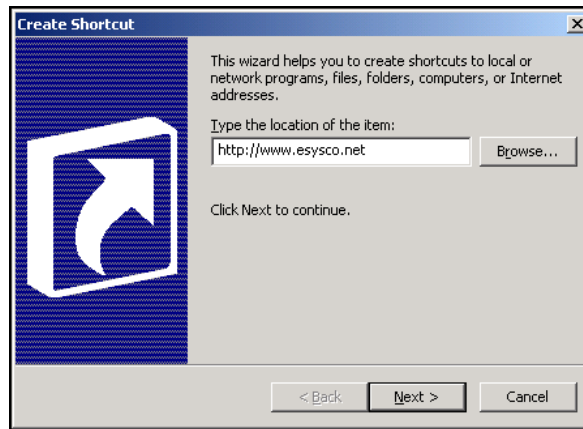 Create Shortcut
This wizard helps you to create shortcuts to local or
network programs, files, folders, computers, or Internet
addresses.
Type the location of the item:
http://www.esysco.net
Browse...
Click Next to continue.
< Back
Next >
Cancel